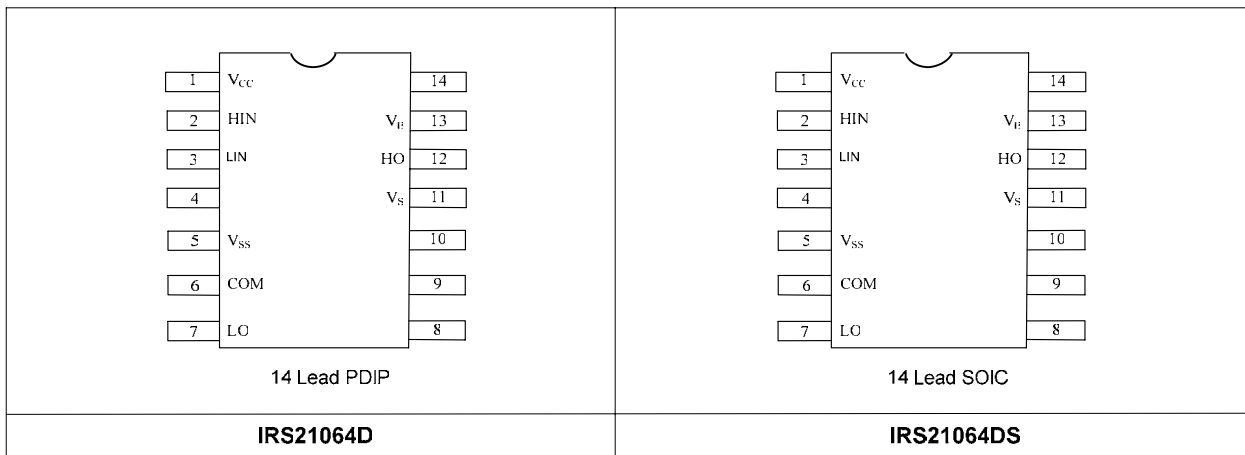 1 VCC 14
2 HIN VB 13
3 LIN HO 12
4 VS 11
5 VSS 10
6 COM 9
7 LO 8
14 Lead PDIP
IRS21064D
1 VCC 14
2 HIN VB 13
3 LIN HO 12
4 VS 11
5 VSS 10
6 COM 9
7 LO 8
14 Lead SOIC
IRS21064DS